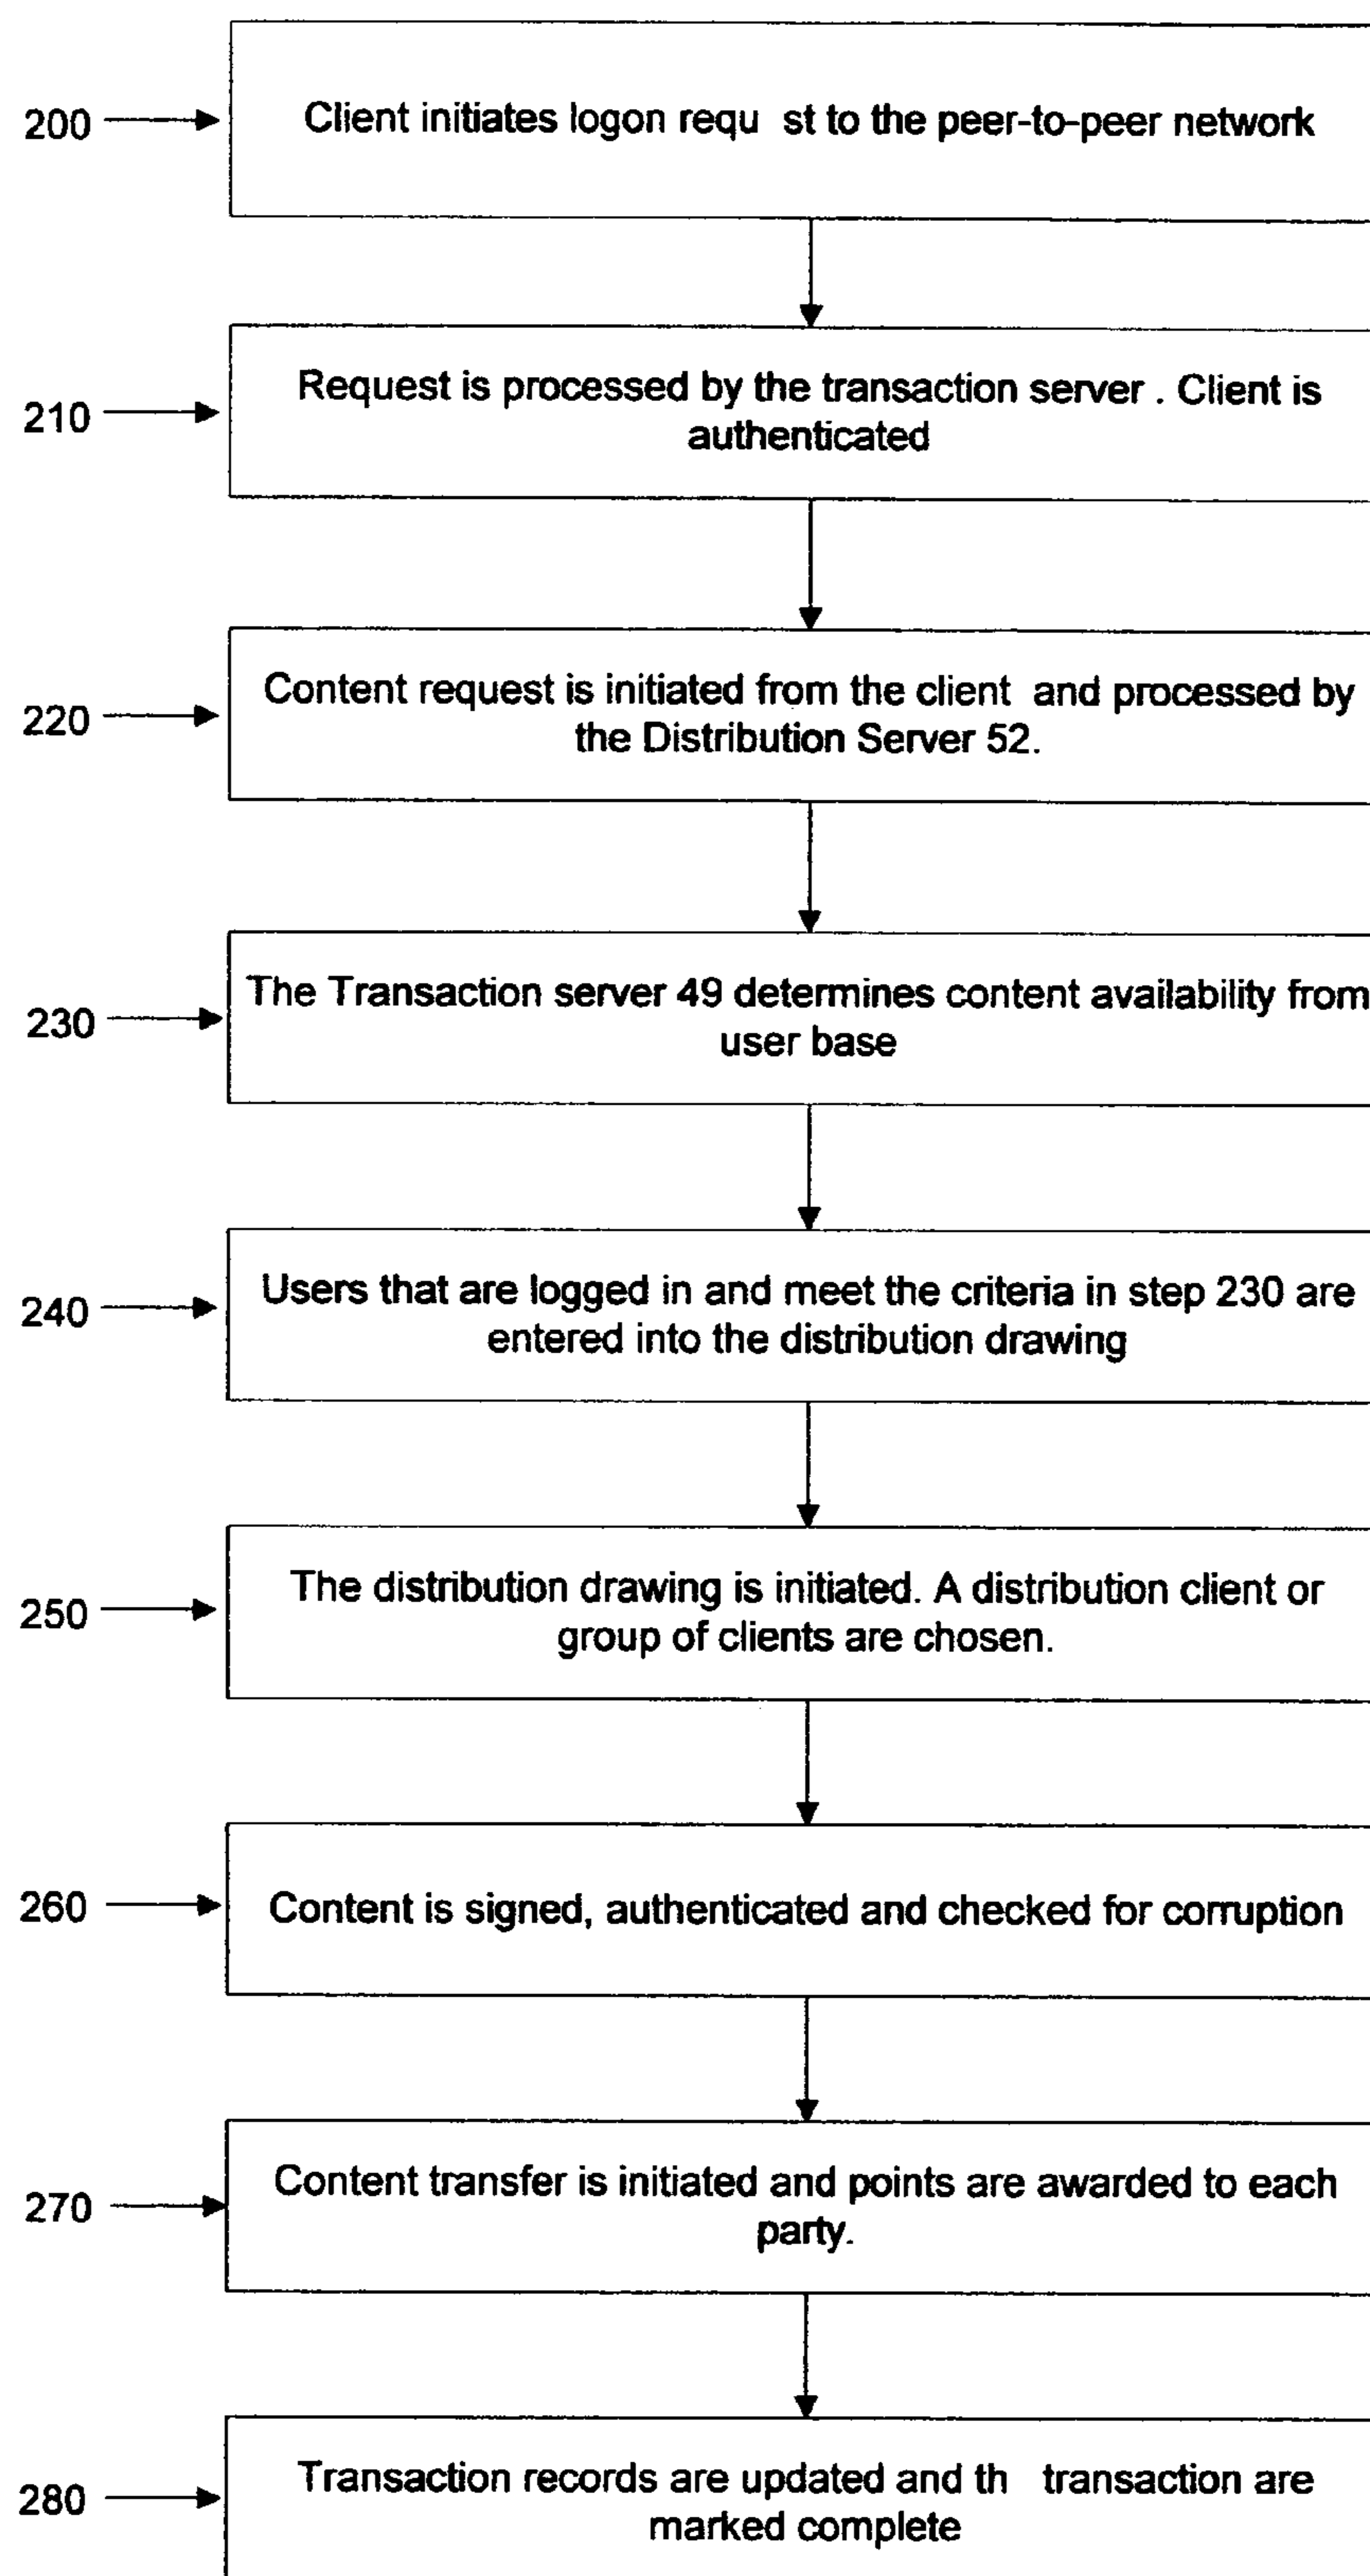 200
Client initiates logon requ st to the peer-to-peer network
210
Request is processed by the transaction server . Client is
authenticated
220
Content request is initiated from the client and processed by
the Distribution Server 52.
230
The Transaction server 49 determines content availability from
user base
240
Users that are logged in and meet the criteria in step 230 are
entered into the distribution drawing
250
The distribution drawing is initiated. A distribution client or
group of clients are chosen.
260
Content is signed, authenticated and checked for corruption
270
Content transfer is initiated and points are awarded to each
party.
280
Transaction records are updated and th transaction are
marked complete